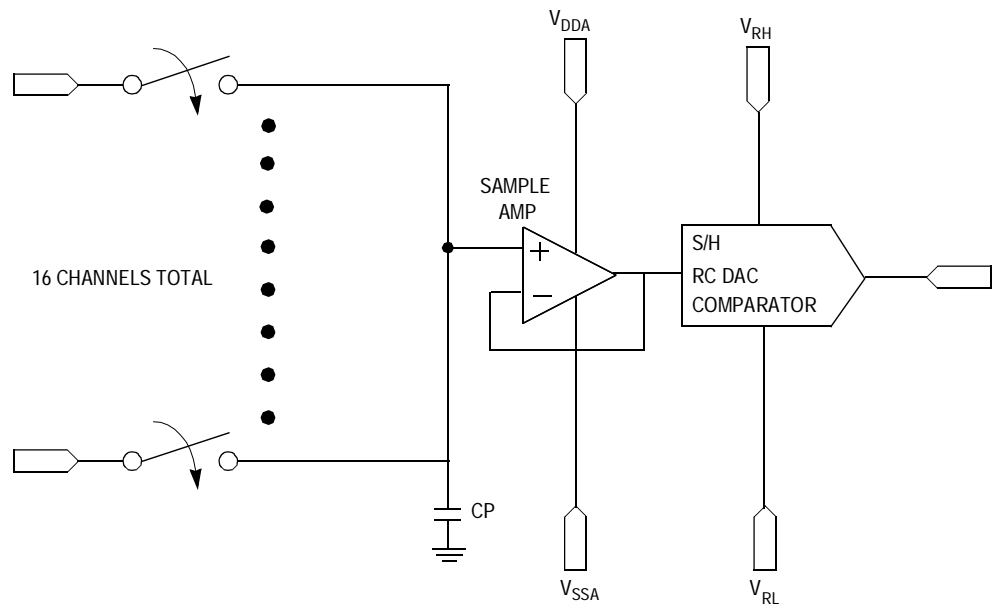 V_DDA
V_RH
SAMPLE
AMP
S/H
RC DAC
COMPARATOR
+
−
16 CHANNELS TOTAL
CP
V_SSA
V_RL